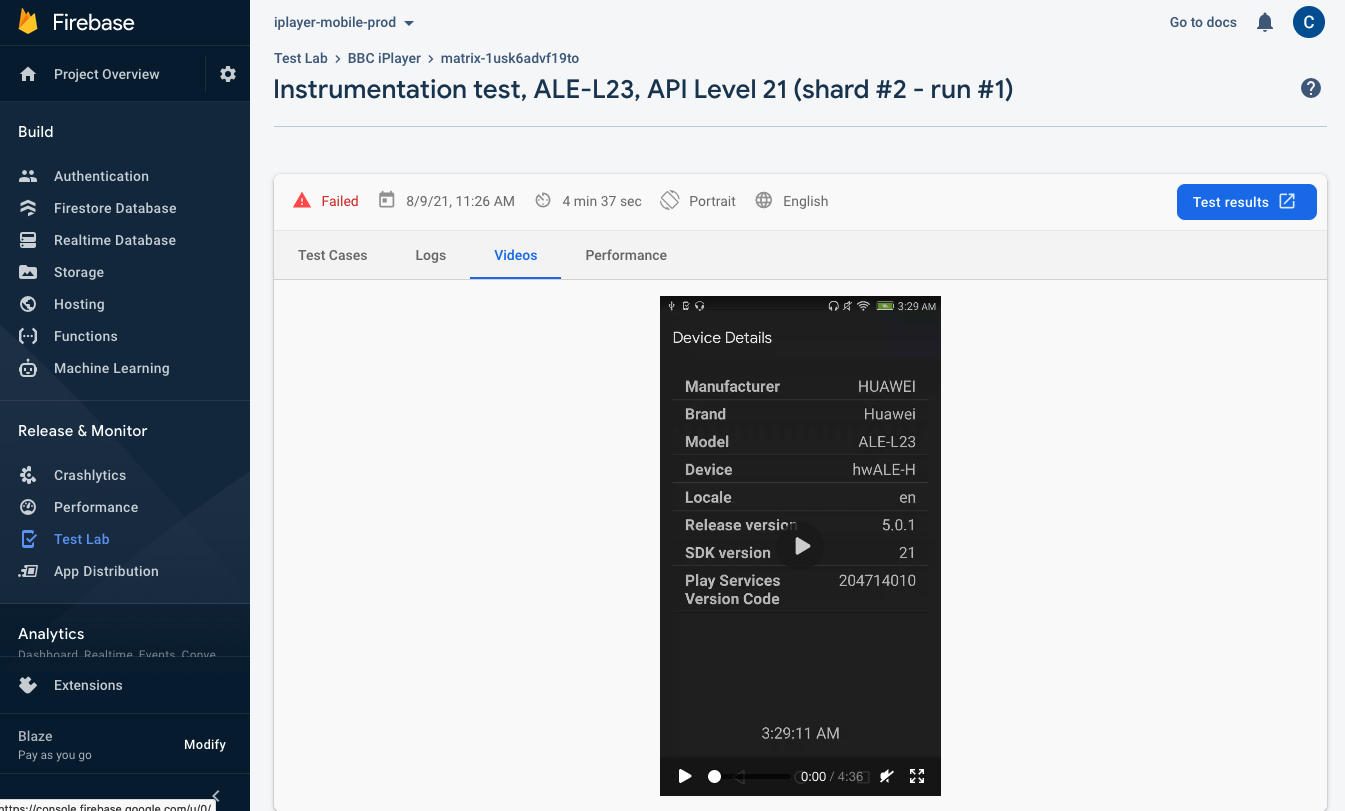 Firebase
Project Overview
Build
Authentication
Firestore Database
Realtime Database
Storage
Hosting
Functions
Machine Learning
Release & Monitor
Crashlytics
Performance
Test Lab
App Distribution
Analytics
Dashboard Realtime Events Conve
Extensions
Blaze
Pay as you go
Modify
https://console.firebase.google.com/u/0/
iplayer-mobile-prod
Go to docs
C
Test Lab > BBC iPlayer > matrix-1usk6advf19to
Instrumentation test, ALE-L23, API Level 21 (shard #2 - run #1)
Failed 8/9/21, 11:26 AM 4 min 37 sec Portrait English
Test results
Test Cases Logs Videos Performance
3:29 AM
Device Details
Manufacturer HUAWEI
Brand Huawei
Model ALE-L23
Device hwALE-H
Locale en
Release version 5.0.1
SDK version 21
Play Services 204714010
Version Code
3:29:11 AM
0:00 / 4:36